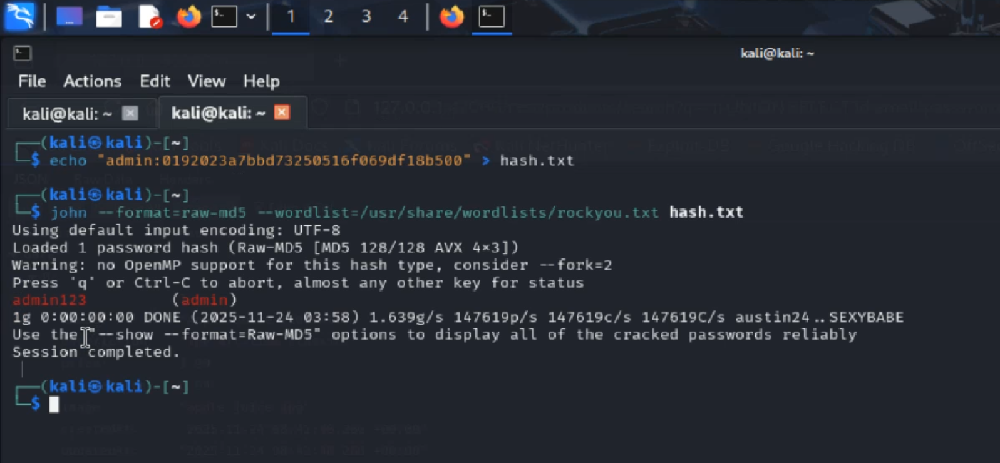 1 2 3 4
kali@kali: ~
File Actions Edit View Help
kali@kali: ~ kali@kali: ~
(kali㉿kali)-[~]
$ echo "admin:0192023a7bbd73250516f069df18b500" > hash.txt
(kali㉿kali)-[~]
$ john --format=raw-md5 --wordlist=/usr/share/wordlists/rockyou.txt hash.txt
Using default input encoding: UTF-8
Loaded 1 password hash (Raw-MD5 [MD5 128/128 AVX 4×3])
Warning: no OpenMP support for this hash type, consider --fork=2
Press 'q' or Ctrl-C to abort, almost any other key for status
admin123 (admin)
1g 0:00:00:00 DONE (2025-11-24 03:58) 1.639g/s 147619p/s 147619c/s 147619C/s austin24..SEXYBABE
Use the "--show --format=Raw-MD5" options to display all of the cracked passwords reliably
Session completed.
(kali㉿kali)-[~]
$